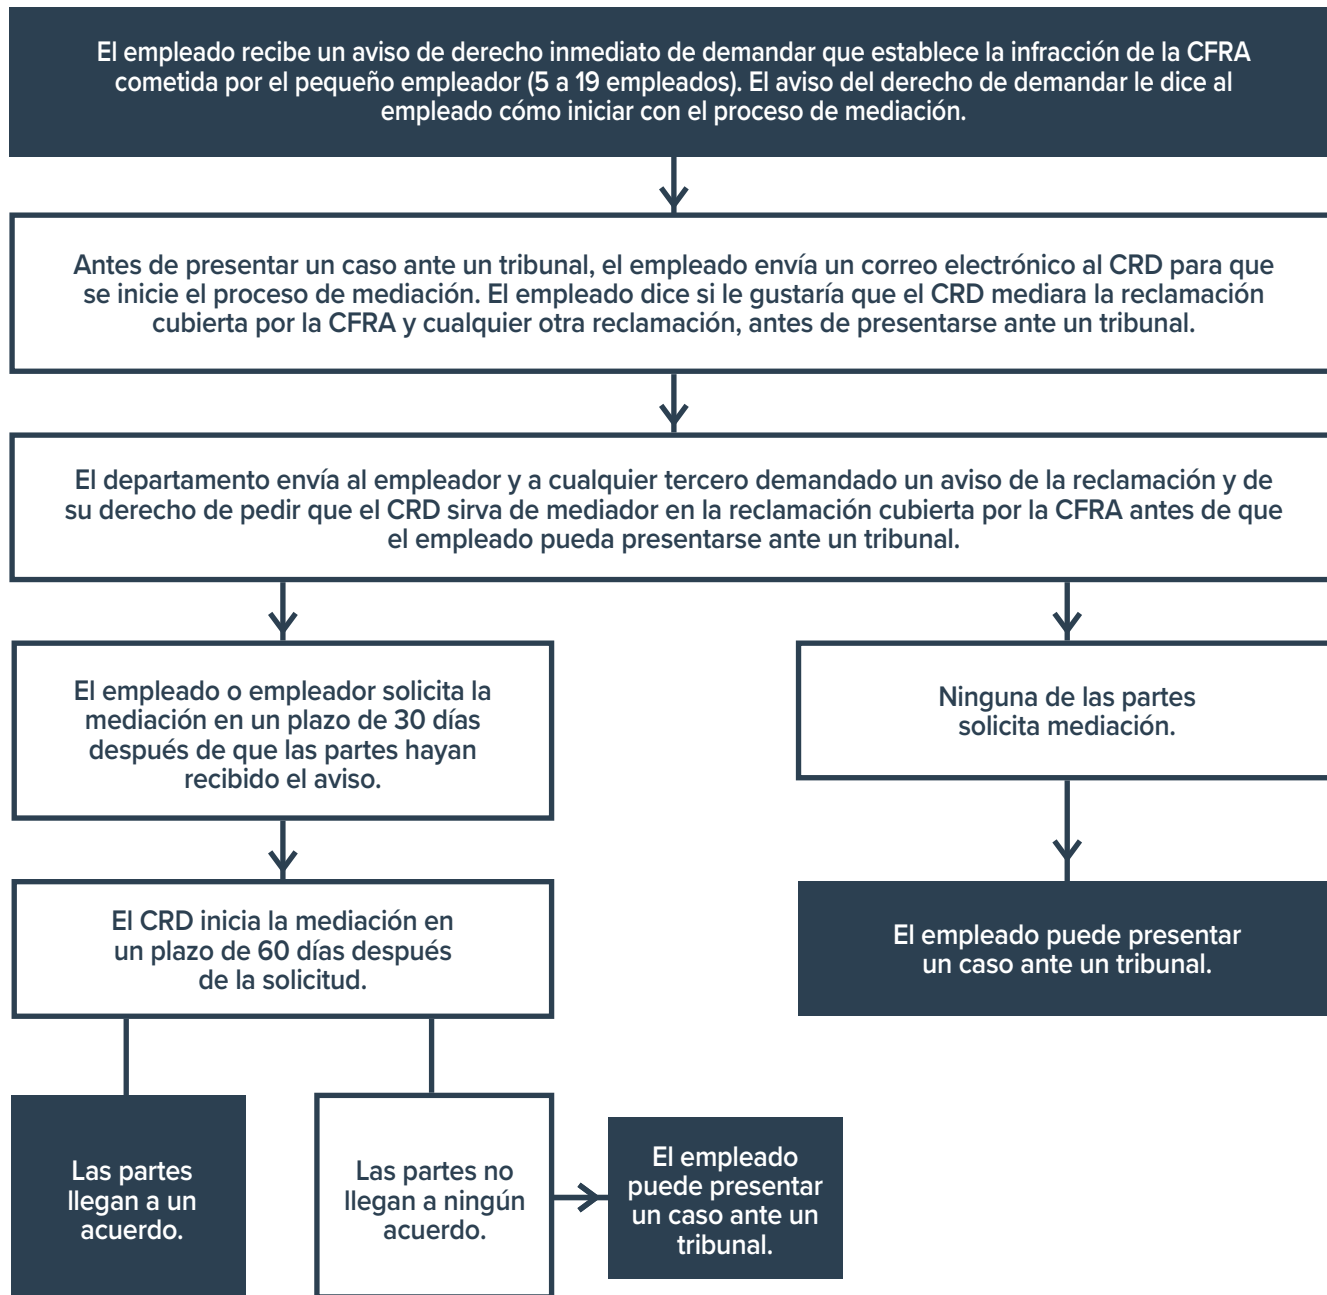 El empleado recibe un aviso de derecho inmediato de demandar que establece la infracción de la CFRA
cometida por el pequeño empleador (5 a 19 empleados). El aviso del derecho de demandar le dice al
empleado cómo iniciar con el proceso de mediación.
Antes de presentar un caso ante un tribunal, el empleado envía un correo electrónico al CRD para que
se inicie el proceso de mediación. El empleado dice si le gustaría que el CRD mediara la reclamación
cubierta por la CFRA y cualquier otra reclamación, antes de presentarse ante un tribunal.
El departamento envía al empleador y a cualquier tercero demandado un aviso de la reclamación y de
su derecho de pedir que el CRD sirva de mediador en la reclamación cubierta por la CFRA antes de que
el empleado pueda presentarse ante un tribunal.
El empleado o empleador solicita la
mediación en un plazo de 30 días
después de que las partes hayan
recibido el aviso.
Ninguna de las partes
solicita mediación.
El CRD inicia la mediación en
un plazo de 60 días después
de la solicitud.
El empleado puede presentar
un caso ante un tribunal.
Las partes
llegan a un
acuerdo.
Las partes no
llegan a ningún
acuerdo.
El empleado
puede presentar
un caso ante un
tribunal.